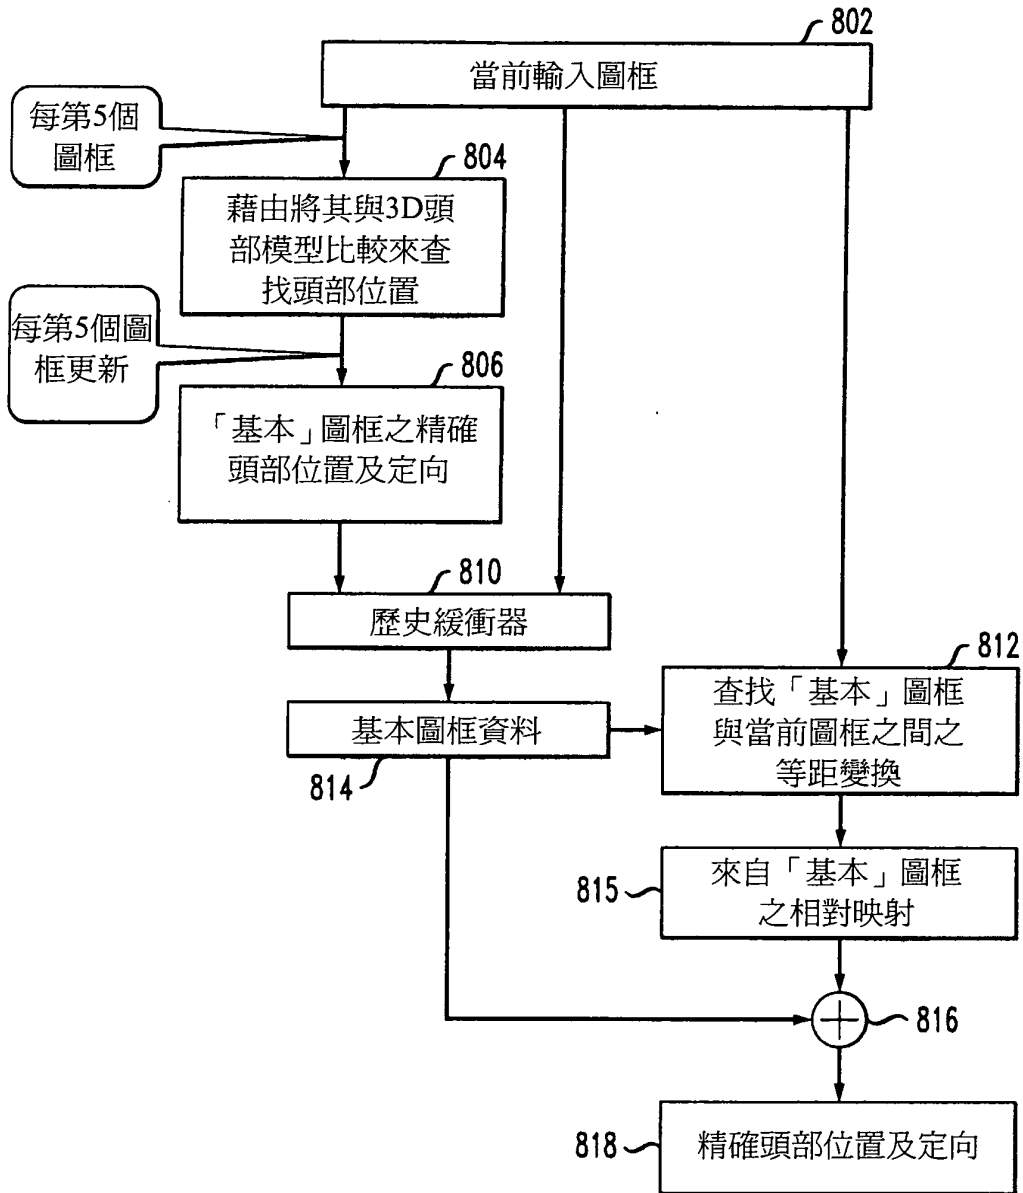 802
當前輸入圖框
每第5個
圖框
804
藉由將其與3D頭
部模型比較來查
找頭部位置
每第5個圖
框更新
806
「基本」圖框之精確
頭部位置及定向
810
歷史緩衝器
812
查找「基本」圖框
與當前圖框之間之
等距變換
基本圖框資料
814
815
來自「基本」圖框
之相對映射
816
818
精確頭部位置及定向